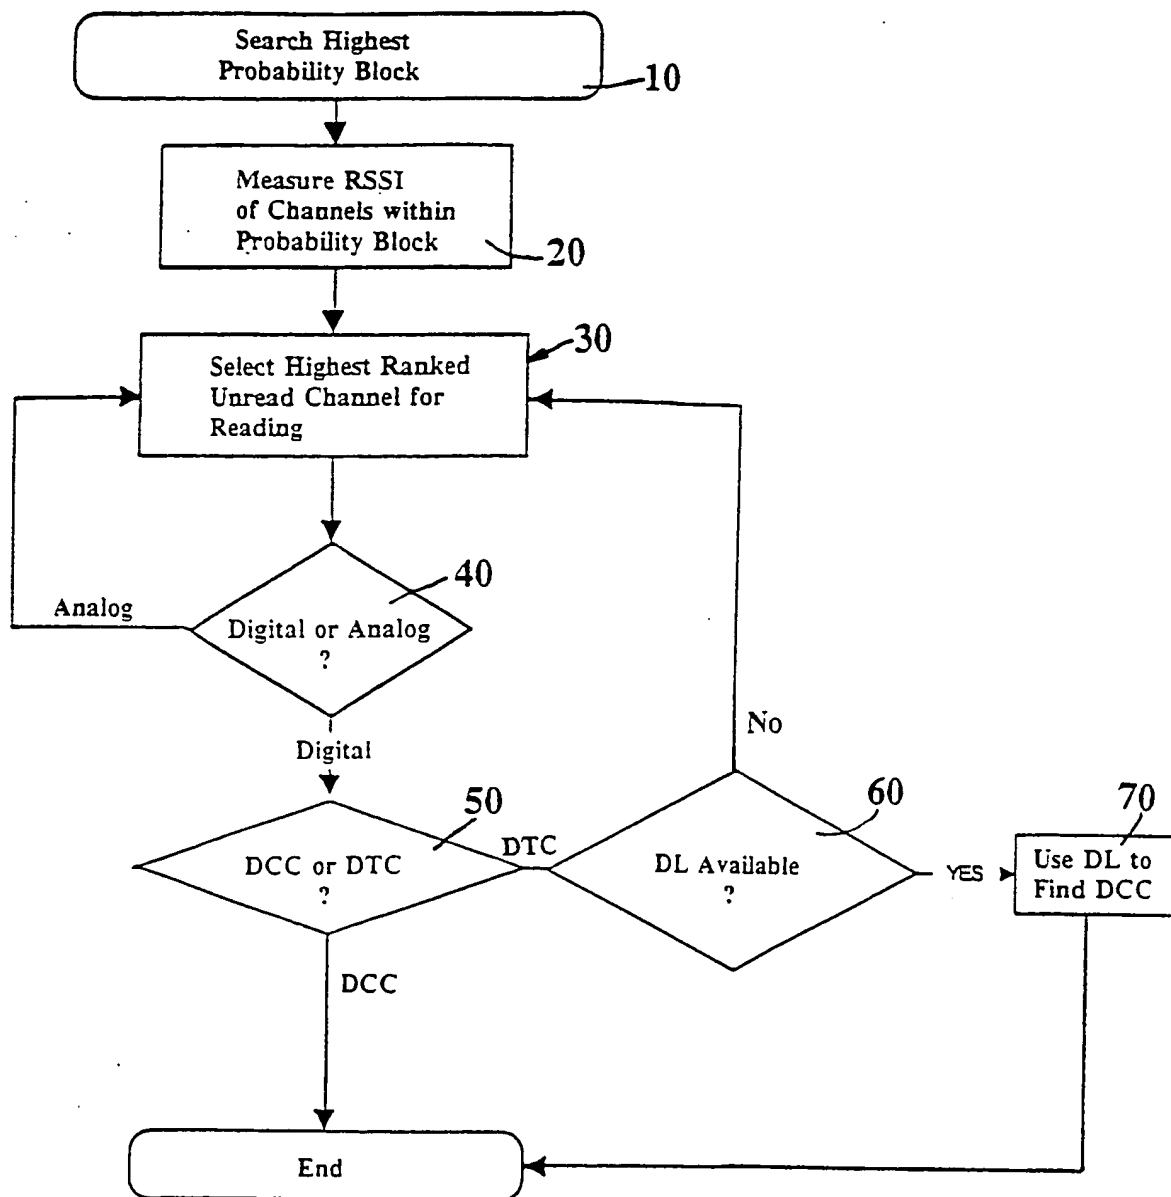 Search Highest
Probability Block
10
Measure RSSI
of Channels within
Probability Block
20
30
Select Highest Ranked
Unread Channel for
Reading
40
Analog
Digital or Analog
?
Digital
No
50
60
70
DCC or DTC
?
DTC
DL Available
?
YES
Use DL to
Find DCC
DCC
End